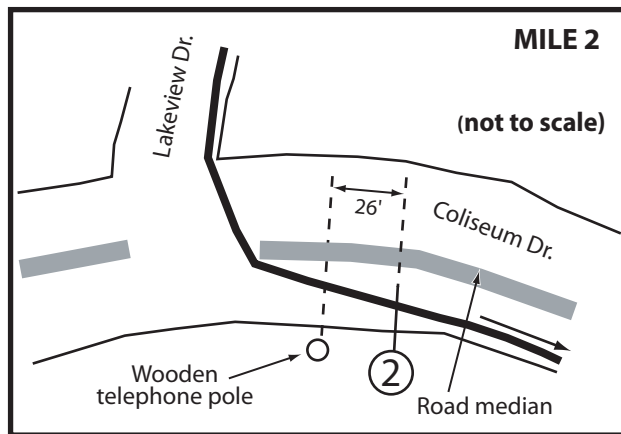 MILE 2
Lakeview Dr.
(not to scale)
26'
Coliseum Dr.
Wooden
telephone pole
2
Road median